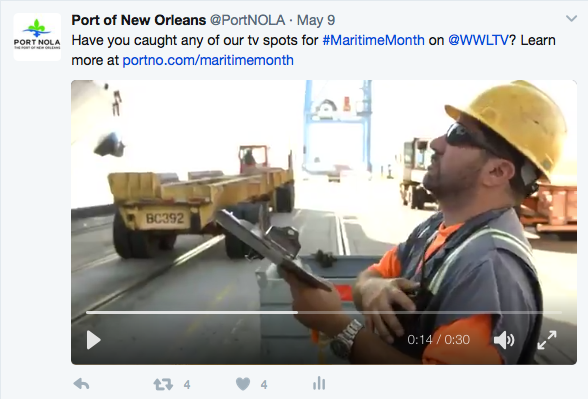 Port of New Orleans @PortNOLA · May 9
Have you caught any of our tv spots for #MaritimeMonth on @WWLTV? Learn
more at portno.com/maritimemonth
PORT NOLA
THE PORT OF NEW ORLEANS
BC392
0:14 / 0:30
4
4